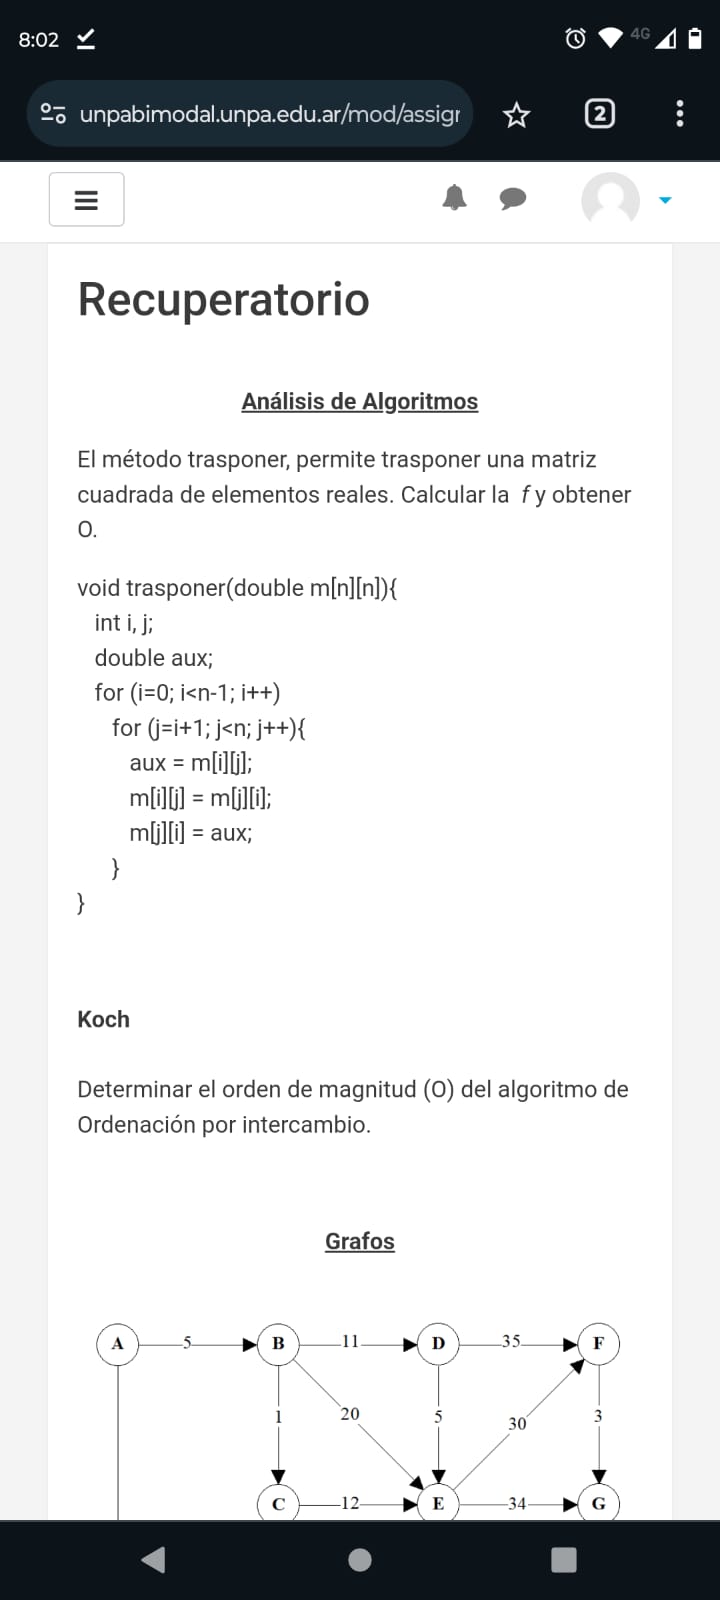 8:02
4G
unpabimodal.unpa.edu.ar/mod/assigr
2
Recuperatorio
Análisis de Algoritmos
El método trasponer, permite trasponer una matriz
cuadrada de elementos reales. Calcular la f y obtener
O.
void trasponer(double m[n][n]){
int i, j;
double aux;
for (i=0; i<n-1; i++)
for (j=i+1; j<n; j++){
aux = m[i][j];
m[i][j] = m[j][i];
m[j][i] = aux;
}
}
Koch
Determinar el orden de magnitud (O) del algoritmo de
Ordenación por intercambio.
Grafos
A 5 B 11 D 35 F
1 20 5 30 3
C 12 E 34 G